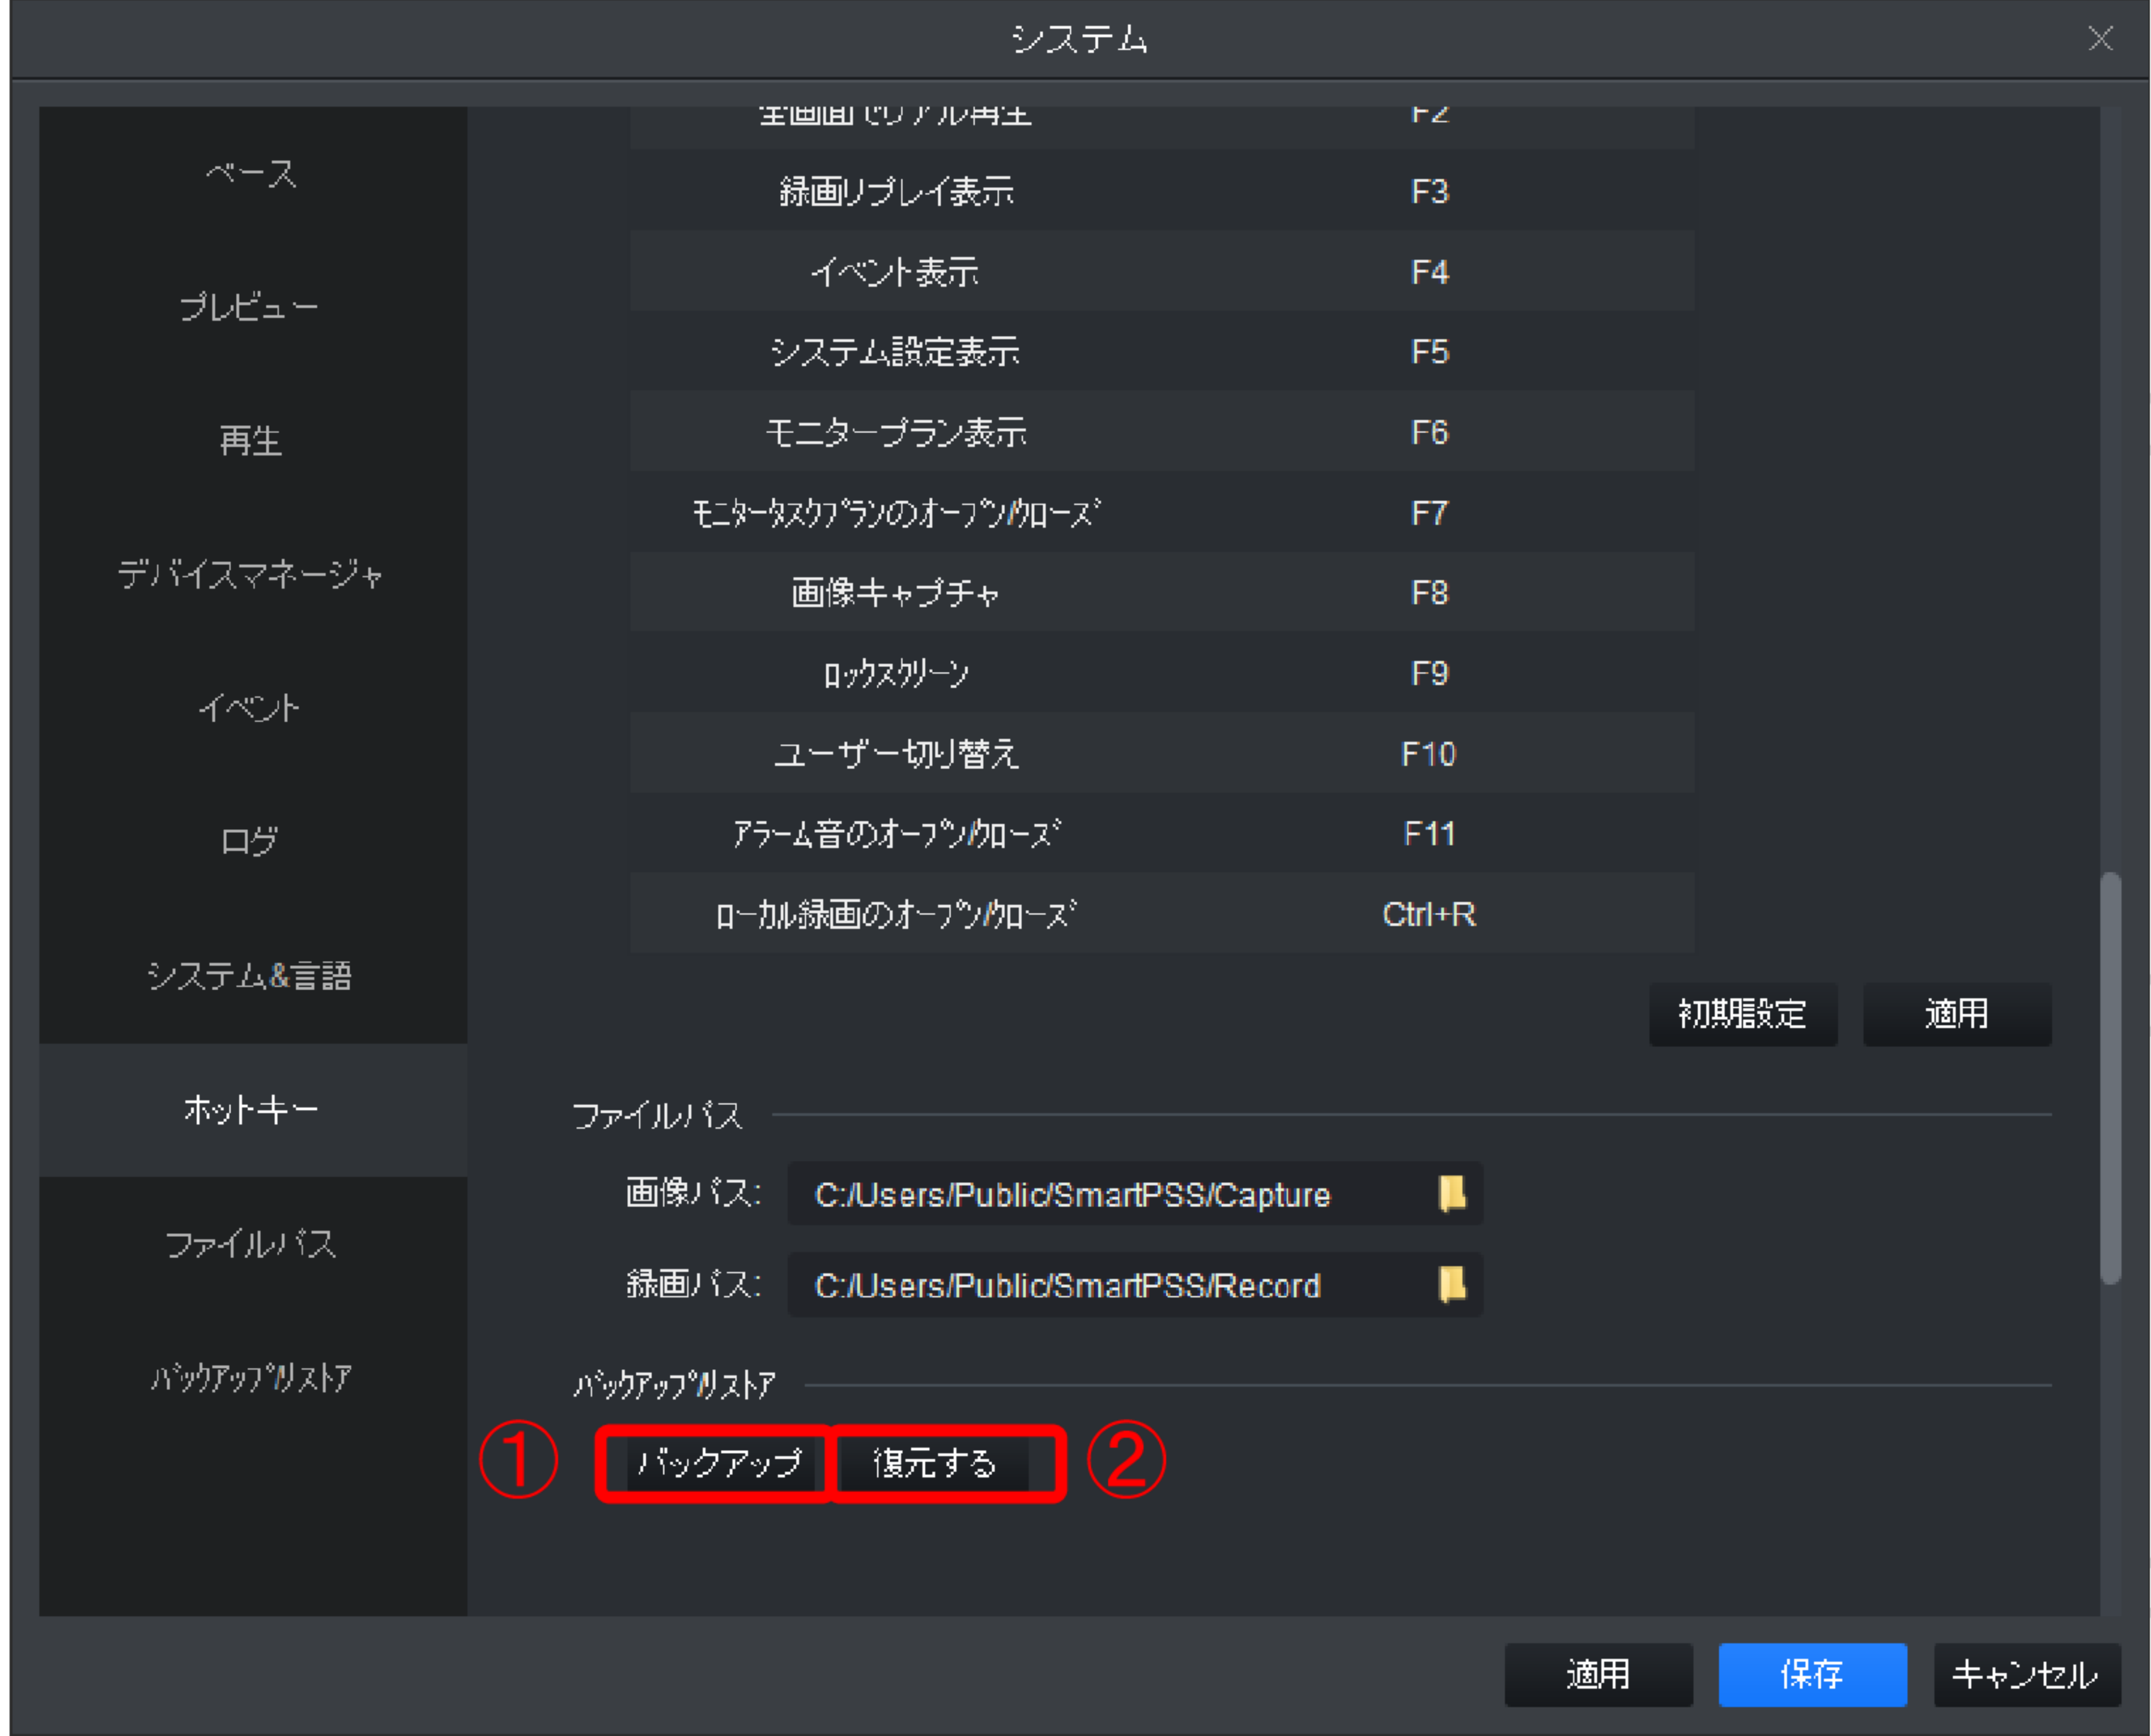 システム
ベース
プレビュー
再生
デバイスマネージャ
イベント
ログ
システム&言語
ホットキー
ファイルパス
ﾊﾞｯｸｱｯﾌﾟ/ﾘｽﾄｱ
全画面でリアル再生 F2
録画リプレイ表示 F3
イベント表示 F4
システム設定表示 F5
モニタープラン表示 F6
ﾓﾆﾀｰﾀｽｸﾌﾟﾗﾝのｵｰﾌﾟﾝ/ｸﾛｰｽﾞ F7
画像キャプチャ F8
ﾛｯｸｽｸﾘｰﾝ F9
ユーザー切り替え F10
ｱﾗｰﾑ音のｵｰﾌﾟﾝ/ｸﾛｰｽﾞ F11
ﾛｰｶﾙ録画のｵｰﾌﾟﾝ/ｸﾛｰｽﾞ Ctrl+R
初期設定 適用
ファイルパス
画像パス: C:/Users/Public/SmartPSS/Capture
録画パス: C:/Users/Public/SmartPSS/Record
ﾊﾞｯｸｱｯﾌﾟ/ﾘｽﾄｱ
① バックアップ 復元する ②
適用 保存 キャンセル